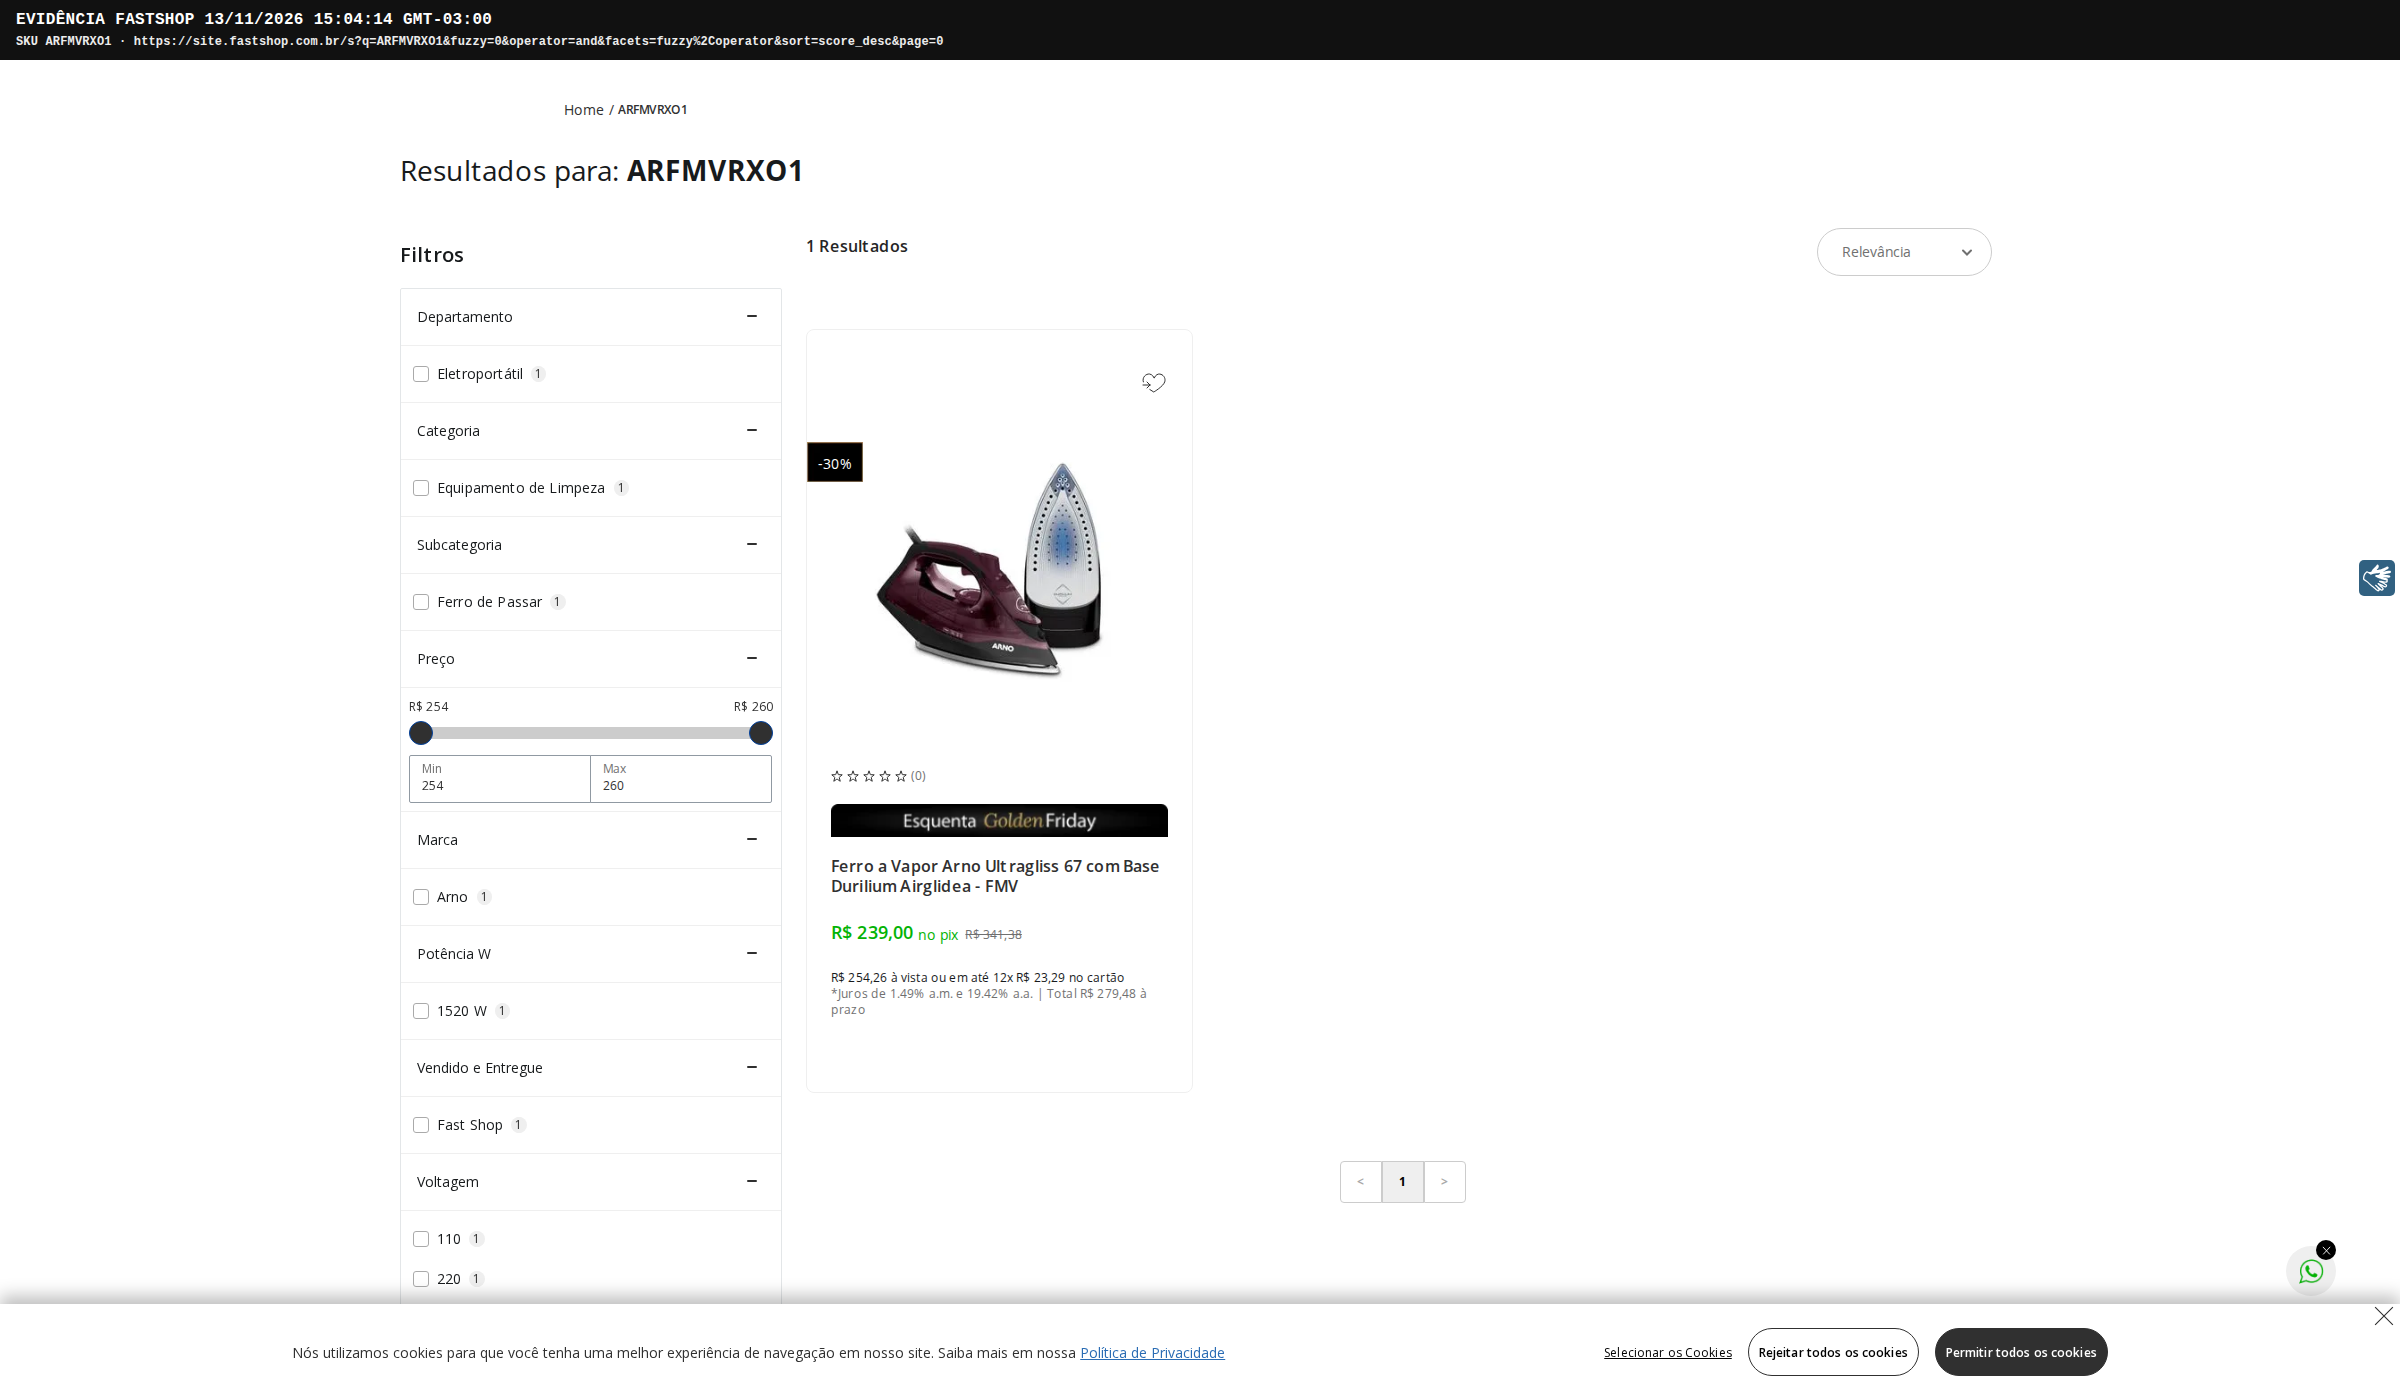 EVIDÊNCIA FASTSHOP 13/11/2026 15:04:14 GMT-03:00
SKU ARFMVRXO1 · https://site.fastshop.com.br/s?q=ARFMVRXO1&fuzzy=0&operator=and&facets=fuzzy%2Coperator&sort=score_desc&page=0
Home / ARFMVRXO1
Resultados para: ARFMVRXO1
Filtros
1 Resultados
Relevância
Departamento
Eletroportátil 1
Categoria
Equipamento de Limpeza 1
Subcategoria
Ferro de Passar 1
Preço
R$ 254 R$ 260
Min Max
254 260
Marca
Arno 1
Potência W
1520 W 1
Vendido e Entregue
Fast Shop 1
Voltagem
110 1
220 1
-30%
ARNO
(0)
Esquenta Golden Friday
Ferro a Vapor Arno Ultragliss 67 com Base
Durilium Airglidea - FMV
R$ 239,00 no pix R$ 341,38
R$ 254,26 à vista ou em até 12x R$ 23,29 no cartão
*Juros de 1.49% a.m. e 19.42% a.a. | Total R$ 279,48 à
prazo
< 1 >
Nós utilizamos cookies para que você tenha uma melhor experiência de navegação em nosso site. Saiba mais em nossa Política de Privacidade
Selecionar os Cookies
Rejeitar todos os cookies
Permitir todos os cookies